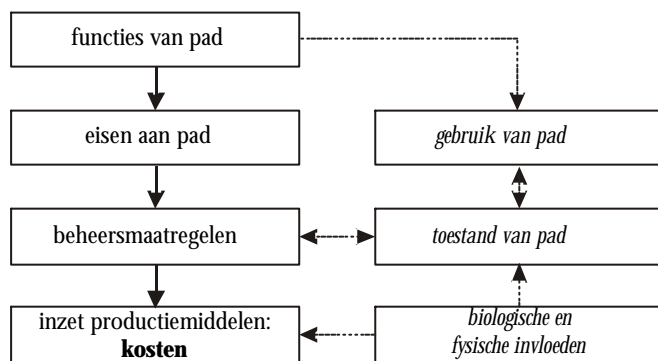 functies van pad
eisen aan pad
gebruik van pad
beheersmaatregelen
toestand van pad
inzet productiemiddelen:
kosten
biologische en
fysische invloeden